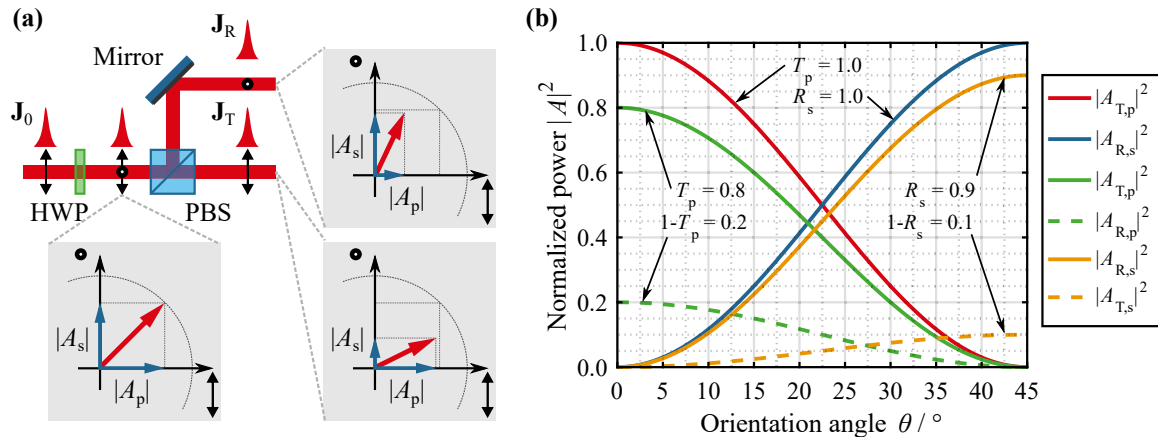 (a)
J_R
Mirror
J_0
J_T
HWP
PBS
|A_s|
|A_p|
|A_s|
|A_p|
|A_s|
|A_p|
(b)
Normalized power |A|^2
1.0
0.8
0.6
0.4
0.2
0
0
5
10
15
20
25
30
35
40
45
Orientation angle θ / °
T_p = 1.0
R_s = 1.0
T_p = 0.8
1-T_p = 0.2
R_s = 0.9
1-R_s = 0.1
|A_T,p|^2
|A_R,s|^2
|A_T,p|^2
|A_R,p|^2
|A_R,s|^2
|A_T,s|^2